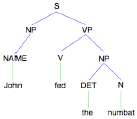 S
NP VP
NAME V NP
John fed DET N
the numbat